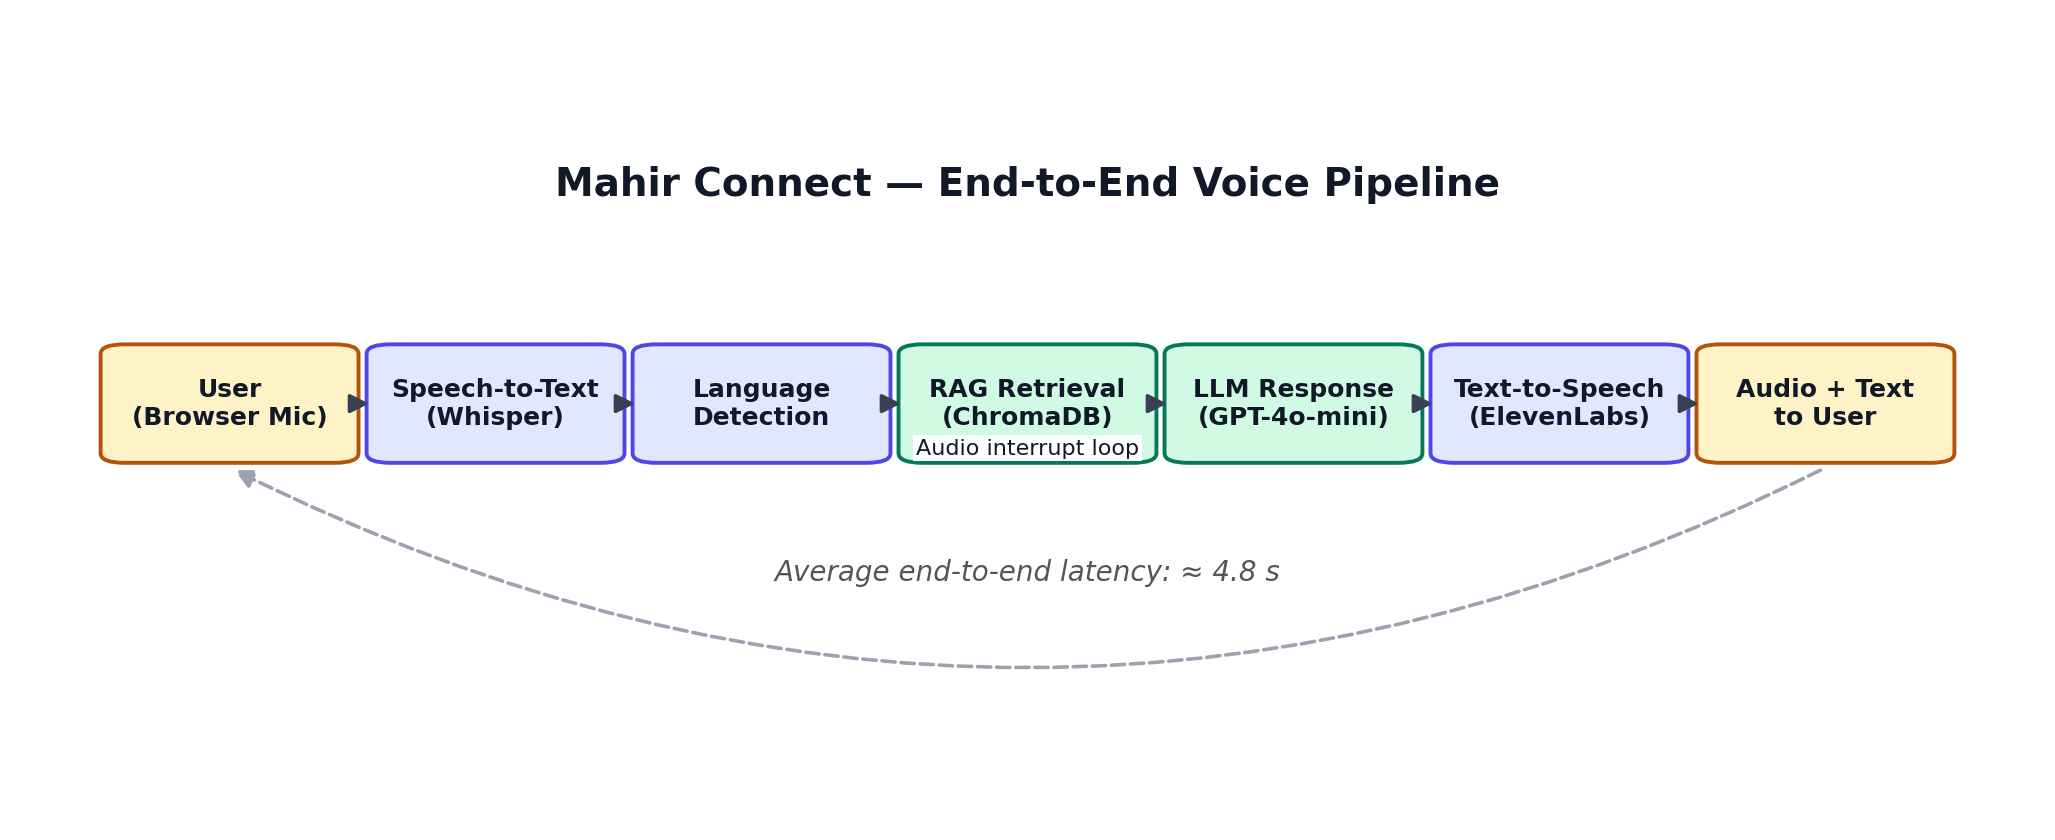 Mahir Connect — End-to-End Voice Pipeline
User
(Browser Mic)
Speech-to-Text
(Whisper)
Language
Detection
RAG Retrieval
(ChromaDB)
Audio interrupt loop
LLM Response
(GPT-4o-mini)
Text-to-Speech
(ElevenLabs)
Audio + Text
to User
Average end-to-end latency: ≈ 4.8 s